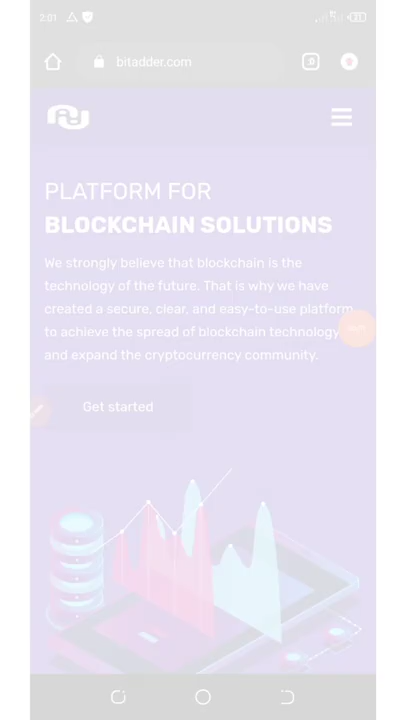 2:01
bitadder.com
PLATFORM FOR
BLOCKCHAIN SOLUTIONS
We strongly believe that blockchain is the
technology of the future. That is why we have
created a secure, clear, and easy-to-use platform
to achieve the spread of blockchain technology
and expand the cryptocurrency community.
Get started